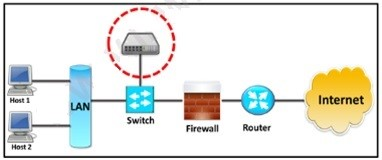 Host 1
LAN
Switch
Firewall
Router
Internet
Host 2